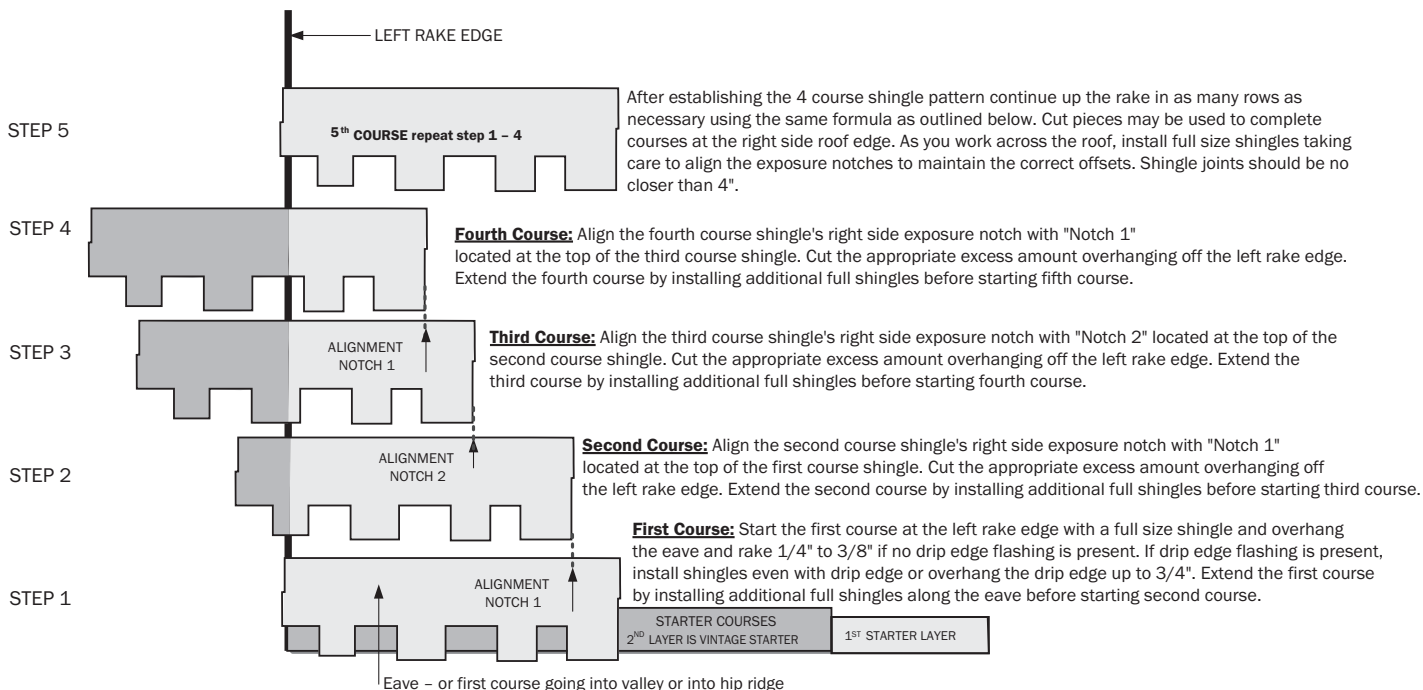 LEFT RAKE EDGE
STEP 5
5th COURSE repeat step 1 – 4
After establishing the 4 course shingle pattern continue up the rake in as many rows as
necessary using the same formula as outlined below. Cut pieces may be used to complete
courses at the right side roof edge. As you work across the roof, install full size shingles taking
care to align the exposure notches to maintain the correct offsets. Shingle joints should be no
closer than 4".
STEP 4
Fourth Course: Align the fourth course shingle's right side exposure notch with "Notch 1"
located at the top of the third course shingle. Cut the appropriate excess amount overhanging off the left rake edge.
Extend the fourth course by installing additional full shingles before starting fifth course.
STEP 3
ALIGNMENT
NOTCH 1
Third Course: Align the third course shingle's right side exposure notch with "Notch 2" located at the top of the
second course shingle. Cut the appropriate excess amount overhanging off the left rake edge. Extend the
third course by installing additional full shingles before starting fourth course.
STEP 2
ALIGNMENT
NOTCH 2
Second Course: Align the second course shingle's right side exposure notch with "Notch 1"
located at the top of the first course shingle. Cut the appropriate excess amount overhanging off
the left rake edge. Extend the second course by installing additional full shingles before starting third course.
STEP 1
ALIGNMENT
NOTCH 1
First Course: Start the first course at the left rake edge with a full size shingle and overhang
the eave and rake 1/4" to 3/8" if no drip edge flashing is present. If drip edge flashing is present,
install shingles even with drip edge or overhang the drip edge up to 3/4". Extend the first course
by installing additional full shingles along the eave before starting second course.
STARTER COURSES
2ND LAYER IS VINTAGE STARTER
1ST STARTER LAYER
Eave – or first course going into valley or into hip ridge